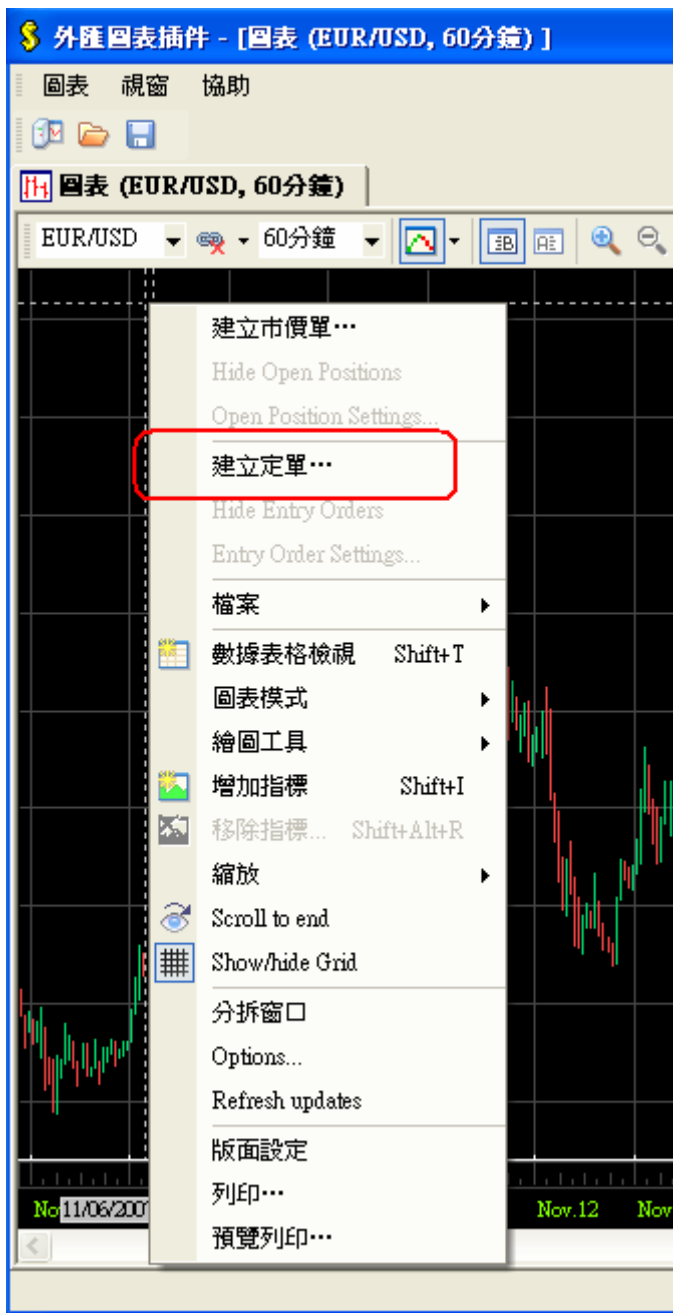 外匯圖表插件 - [圖表 (EUR/USD, 60分鐘) ]
圖表 視窗 協助
圖表 (EUR/USD, 60分鐘)
EUR/USD 60分鐘
建立市價單…
Hide Open Positions
Open Position Settings...
建立定單…
Hide Entry Orders
Entry Order Settings...
檔案
數據表格檢視 Shift+T
圖表模式
繪圖工具
增加指標 Shift+I
移除指標... Shift+Alt+R
縮放
Scroll to end
Show/hide Grid
分拆窗口
Options...
Refresh updates
版面設定
列印…
預覽列印…
No 11/06/200 Nov.12 Nov